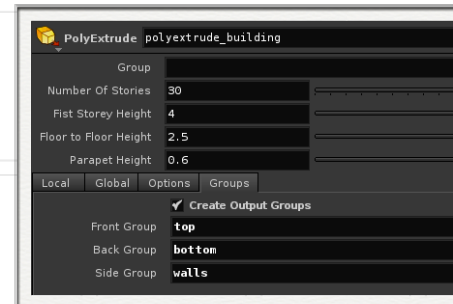 PolyExtrude polyextrude_building
Group
Number Of Stories 30
Fist Storey Height 4
Floor to Floor Height 2.5
Parapet Height 0.6
Local Global Options Groups
Create Output Groups
Front Group top
Back Group bottom
Side Group walls